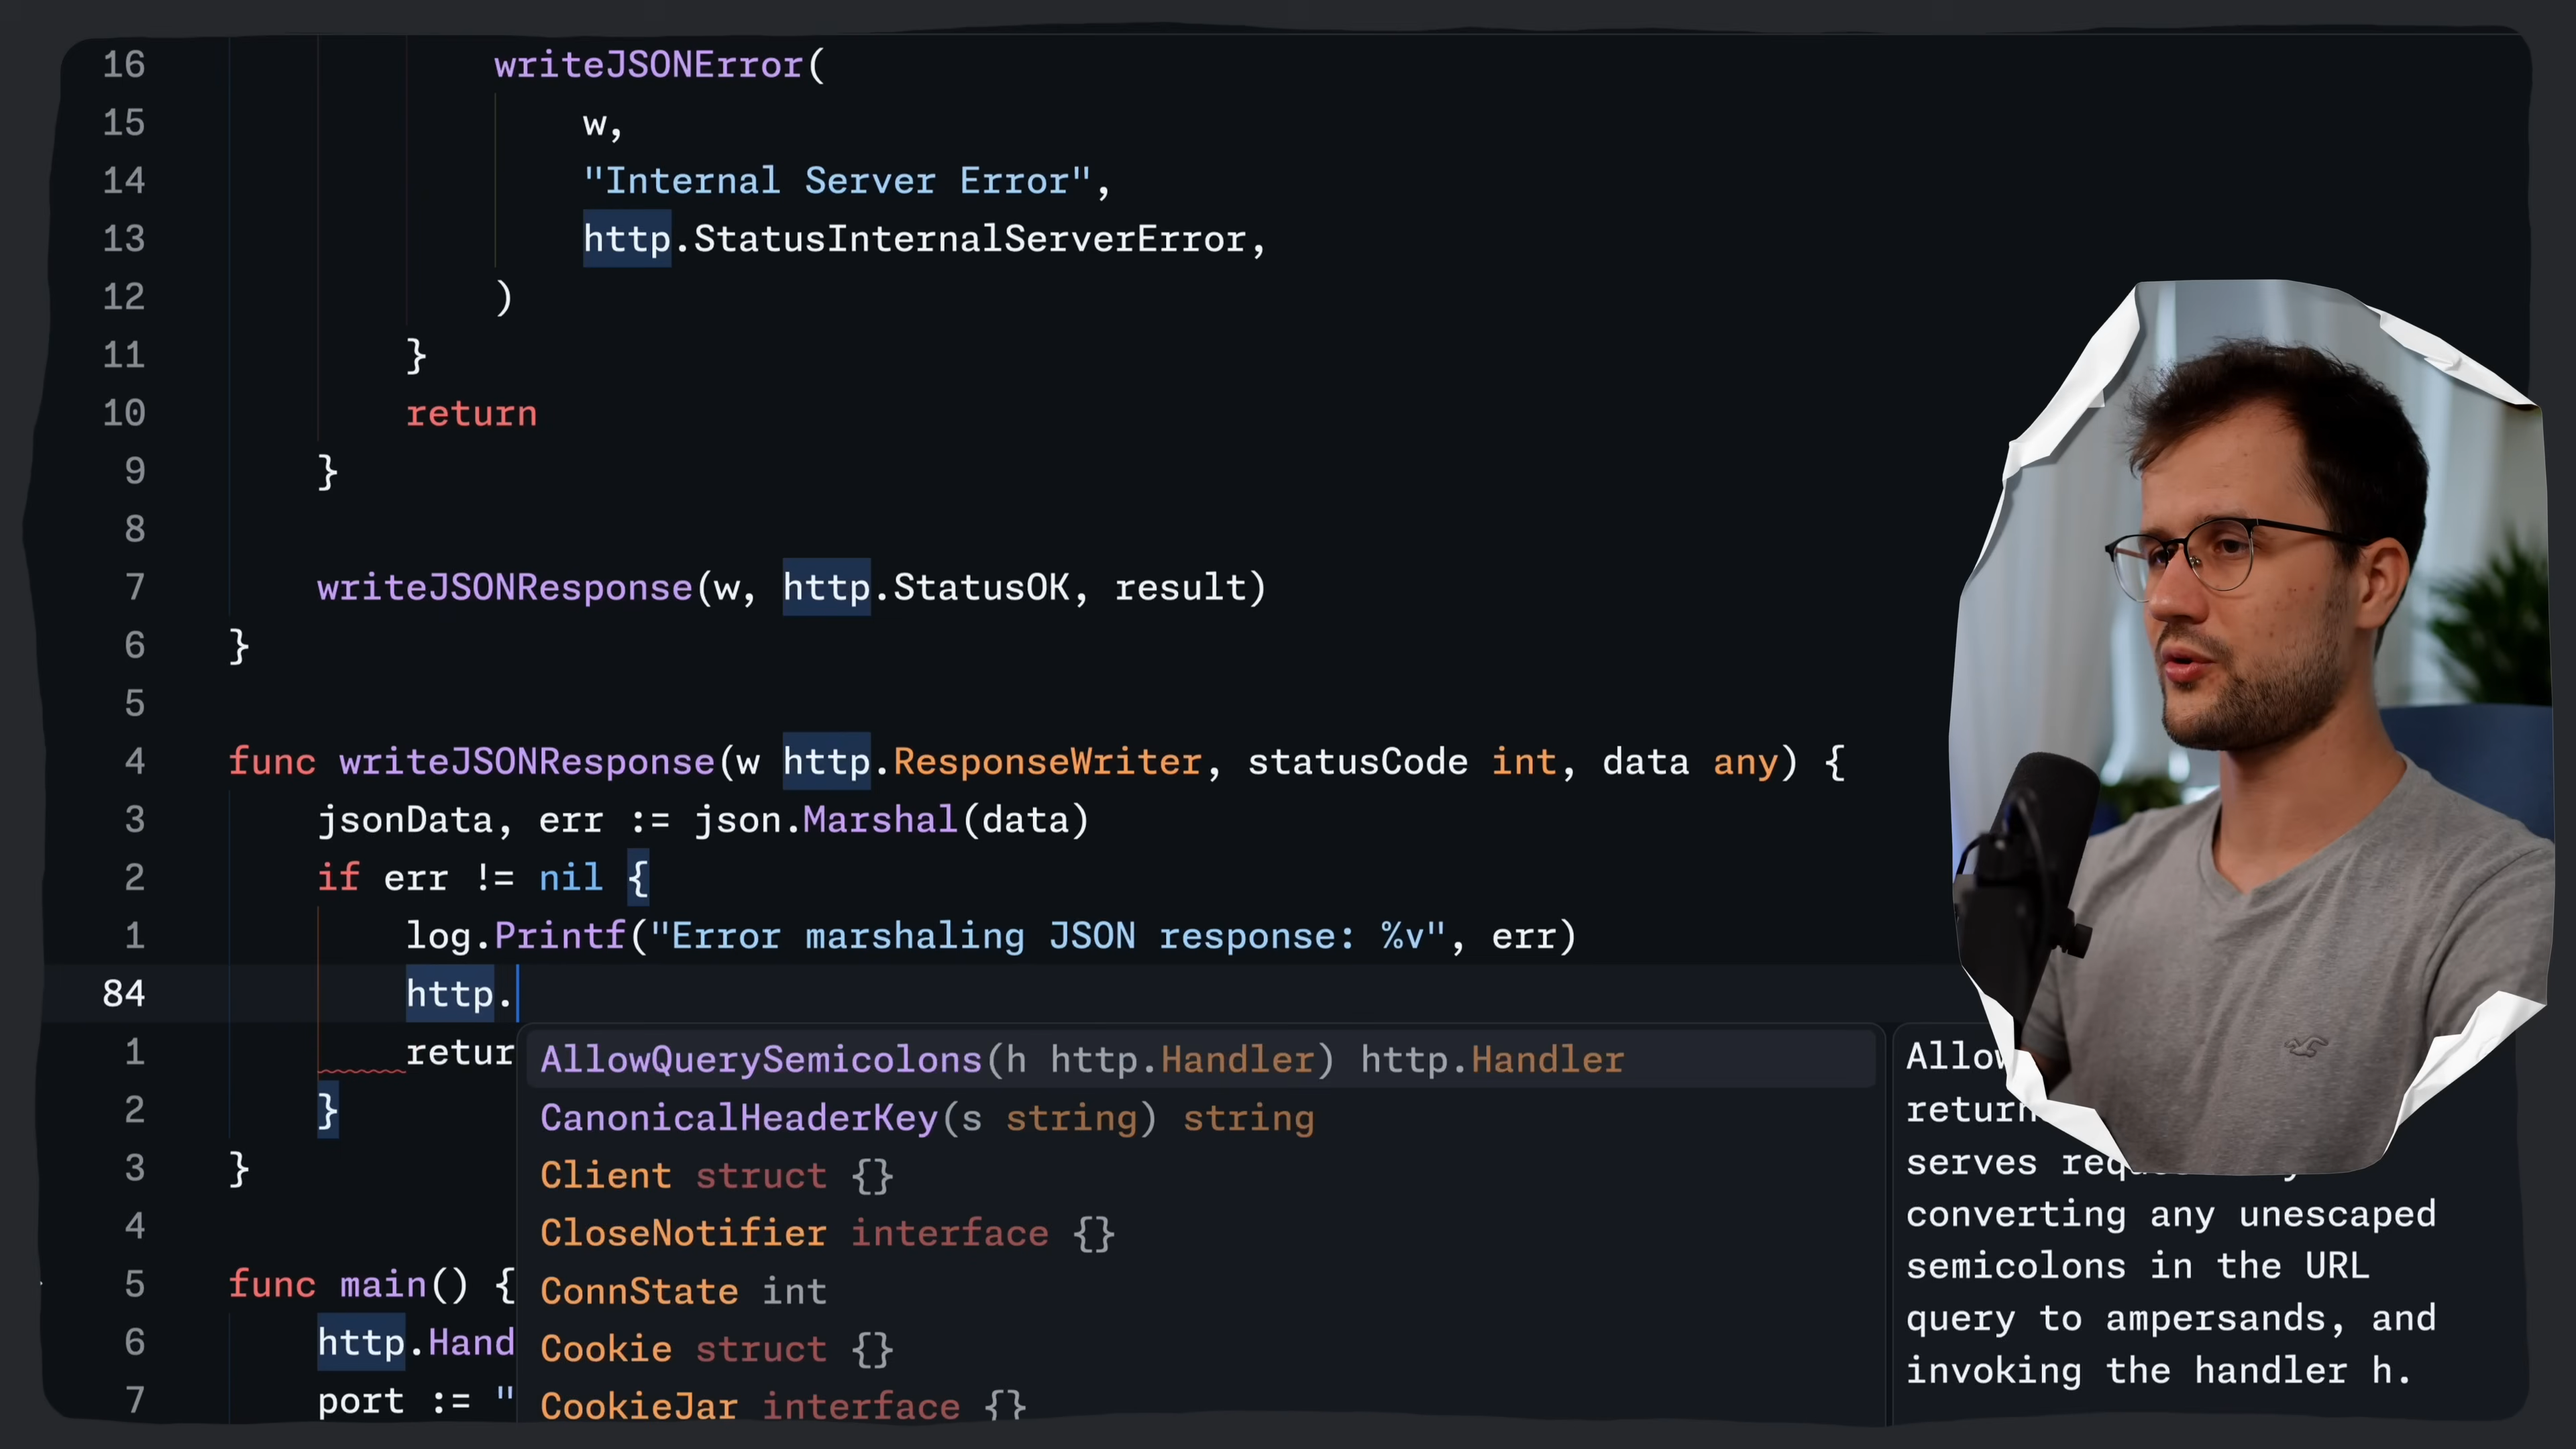 16 writeJSONError(
15 w,
14 "Internal Server Error",
13 http.StatusInternalServerError,
12 )
11 }
10 return
9 }
8
7 writeJSONResponse(w, http.StatusOK, result)
6 }
5
4 func writeJSONResponse(w http.ResponseWriter, statusCode int, data any) {
3 jsonData, err := json.Marshal(data)
2 if err != nil {
1 log.Printf("Error marshaling JSON response: %v", err)
84 http.
1 retur
2 }
3 }
4
5 func main() {
6 http.Hand
7 port := "
AllowQuerySemicolons(h http.Handler) http.Handler
CanonicalHeaderKey(s string) string
Client struct {}
CloseNotifier interface {}
ConnState int
Cookie struct {}
CookieJar interface {}
Allow
return
serves
converting any unescaped
semicolons in the URL
query to ampersands, and
invoking the handler h.